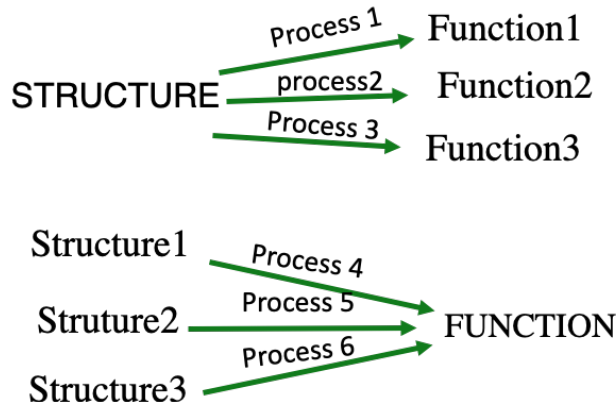 Process 1
Function1
STRUCTURE
process2
Function2
Process 3
Function3
Structure1
Process 4
Struture2
Process 5
FUNCTION
Process 6
Structure3